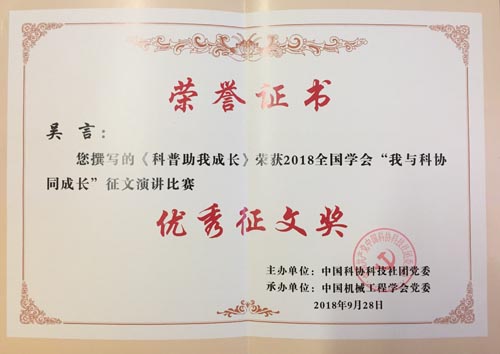 荣誉证书
吴言：
您撰写的《科普助我成长》荣获2018全国学会“我与科协
同成长”征文演讲比赛
优秀征文奖
主办单位：中国科协科技社团党委
承办单位：中国机械工程学会党委
2018年9月28日